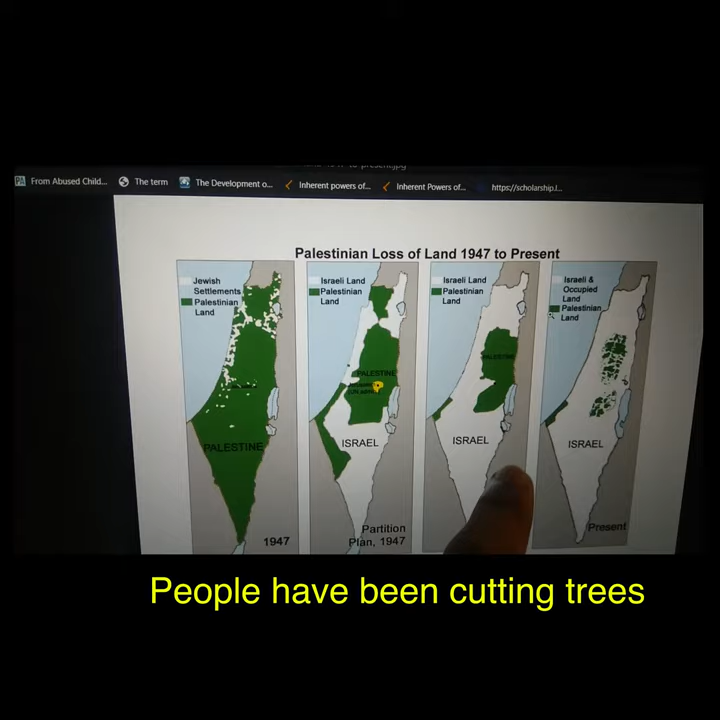 From Abused Child...
The term
The Development o...
Inherent powers of...
Inherent Powers of...
https://scholarship.l...
Palestinian Loss of Land 1947 to Present
Jewish
Settlements
Palestinian
Land
PALESTINE
1947
Israeli Land
Palestinian
Land
PALESTINE
ISRAEL
Partition
Plan, 1947
Israeli Land
Palestinian
Land
PALESTINE
ISRAEL
Israeli &
Occupied
Land
Palestinian
Land
ISRAEL
Present
People have been cutting trees